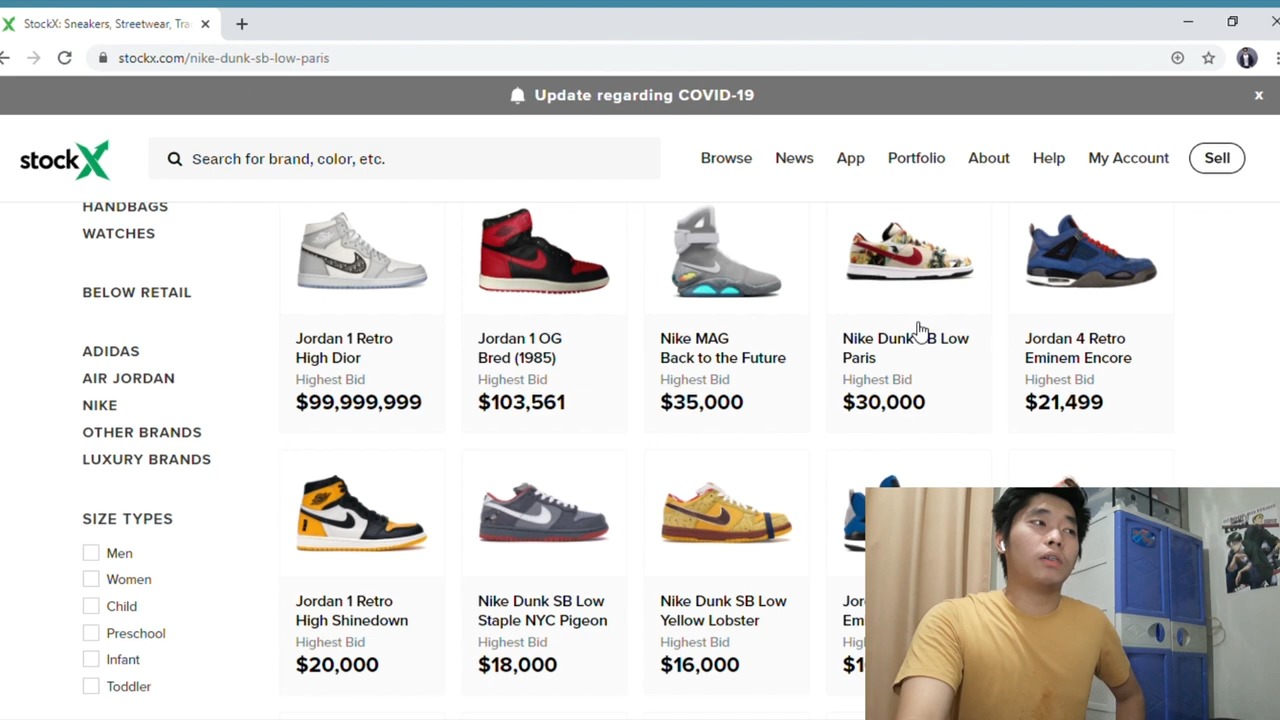 StockX: Sneakers, Streetwear, Tra
stockx.com/nike-dunk-sb-low-paris
Update regarding COVID-19
x
stockX
Search for brand, color, etc.
Browse
News
App
Portfolio
About
Help
My Account
Sell
HANDBAGS
WATCHES
BELOW RETAIL
ADIDAS
AIR JORDAN
NIKE
OTHER BRANDS
LUXURY BRANDS
SIZE TYPES
Men
Women
Child
Preschool
Infant
Toddler
Jordan 1 Retro
High Dior
Highest Bid
$99,999,999
Jordan 1 OG
Bred (1985)
Highest Bid
$103,561
Nike MAG
Back to the Future
Highest Bid
$35,000
Nike Dunk SB Low
Paris
Highest Bid
$30,000
Jordan 4 Retro
Eminem Encore
Highest Bid
$21,499
Jordan 1 Retro
High Shinedown
Highest Bid
$20,000
Nike Dunk SB Low
Staple NYC Pigeon
Highest Bid
$18,000
Nike Dunk SB Low
Yellow Lobster
Highest Bid
$16,000